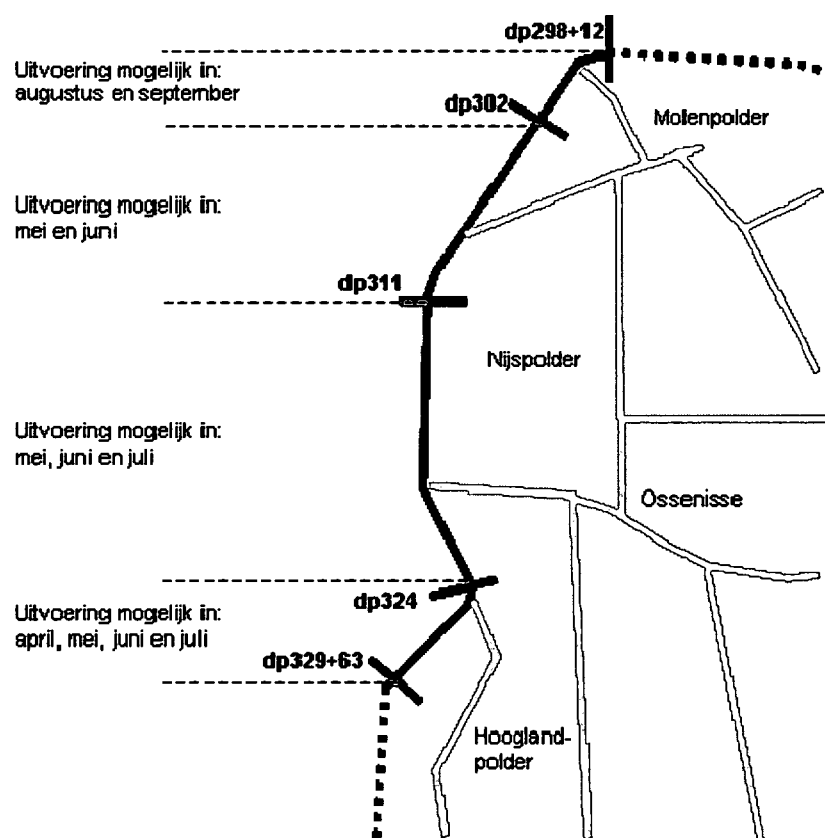 dp298+12
Uitvoering mogelijk in:
augustus en september
dp302
Molenpolder
Uitvoering mogelijk in:
mei en juni
dp311
Nijspolder
Uitvoering mogelijk in:
mei, juni en juli
Ossenisse
dp324
Uitvoering mogelijk in:
april, mei, juni en juli
dp329+63
Hoogland-
polder